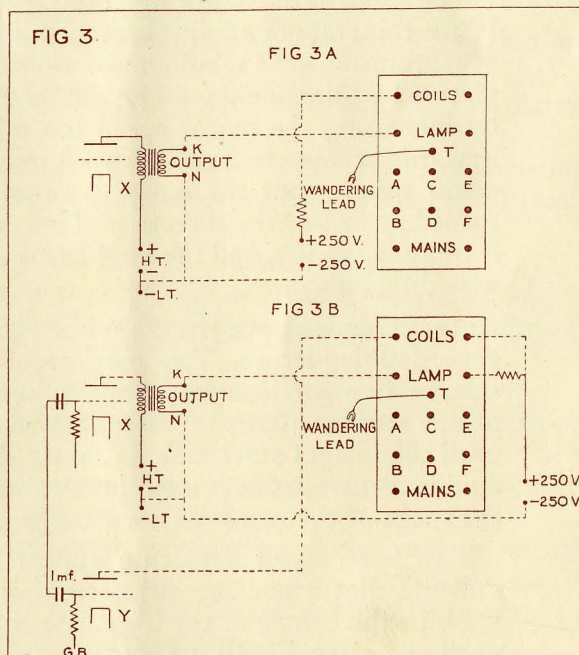 FIG 3
FIG 3A
COILS
LAMP
T
A C E
B D F
MAINS
K
OUTPUT
N
X
WANDERING
LEAD
+250 V.
-250 V.
+
H.T.
-
-LT.
FIG 3B
COILS
LAMP
T
A C E
B D F
MAINS
K
OUTPUT
N
X
WANDERING
LEAD
+250 V
-250 V.
+
HT
-
-LT
1mf.
Y
G.B.